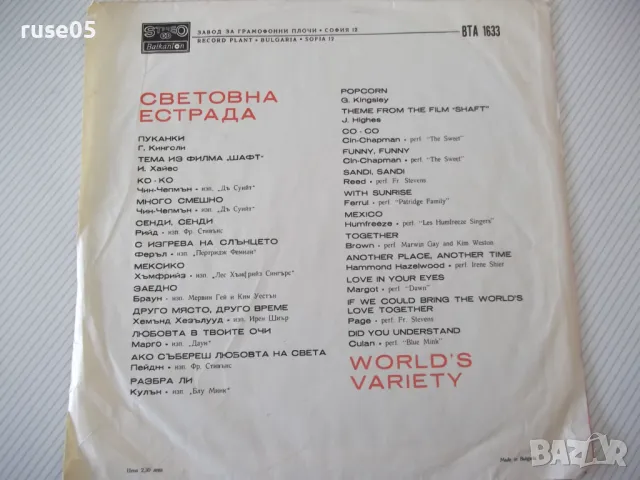 ruse05
STEREO
Balkanton
ЗАВОД ЗА ГРАМОФОННИ ПЛОЧИ • СОФИЯ 12
RECORD PLANT • BULGARIA • SOFIA 12
ВТА 1633
СВЕТОВНА
ЕСТРАДА
ПУКАНКИ
Г. Кингсли
ТЕМА ИЗ ФИЛМА „ШАФТ"
И. Хайес
КО-КО
Чин-Чепмън • изп. „Дъ Суийт"
МНОГО СМЕШНО
Чин-Чепмън • изп. „Дъ Суийт"
СЕНДИ, СЕНДИ
Рийд • изп. Фр. Стивънс
С ИЗГРЕВА НА СЛЪНЦЕТО
Феръл • изп. „Портридж Фемили"
МЕКСИКО
Хъмфрийз • изп. „Лес Хъмфрийз Сингърс"
ЗАЕДНО
Браун • изп. Мервин Гей и Ким Уестън
ДРУГО МЯСТО, ДРУГО ВРЕМЕ
Хемънд Хезълууд • изп. Ирен Шиър
ЛЮБОВТА В ТВОИТЕ ОЧИ
Марго • изп. „Даун"
АКО СЪБЕРЕШ ЛЮБОВТА НА СВЕТА
Пейдж • изп. Фр. Стивънс
РАЗБРА ЛИ
Кулън • изп. „Блу Минк"
POPCORN
G. Kingsley
THEME FROM THE FILM "SHAFT"
J. Highes
CO-CO
Cin-Chapman • perf. "The Sweet"
FUNNY, FUNNY
Cin-Chapman • perf. "The Sweet"
SANDI, SANDI
Reed • perf. Fr. Stevens
WITH SUNRISE
Ferrul • perf. "Patridge Family"
MEXICO
Humfreeze • perf. "Les Humfreeze Singers"
TOGETHER
Brown • perf. Marwin Gay and Kim Weston
ANOTHER PLACE, ANOTHER TIME
Hammond Hazelwood • perf. Irene Shier
LOVE IN YOUR EYES
Margot • perf. "Dawn"
IF WE COULD BRING THE WORLD'S
LOVE TOGETHER
Page • perf. Fr. Stevens
DID YOU UNDERSTAND
Culan • perf. "Blue Mink"
WORLD'S
VARIETY
Made in Bulgaria
BAZAR
bazar.bg